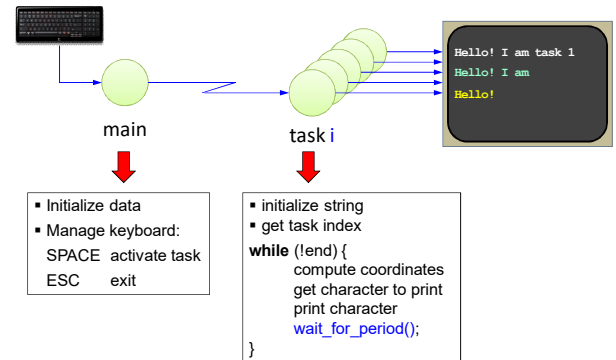 Hello! I am task 1
Hello! I am
Hello!
main
task i
▪ Initialize data
▪ Manage keyboard:
SPACE activate task
ESC exit
▪ initialize string
▪ get task index
while (!end) {
compute coordinates
get character to print
print character
wait_for_period();
}